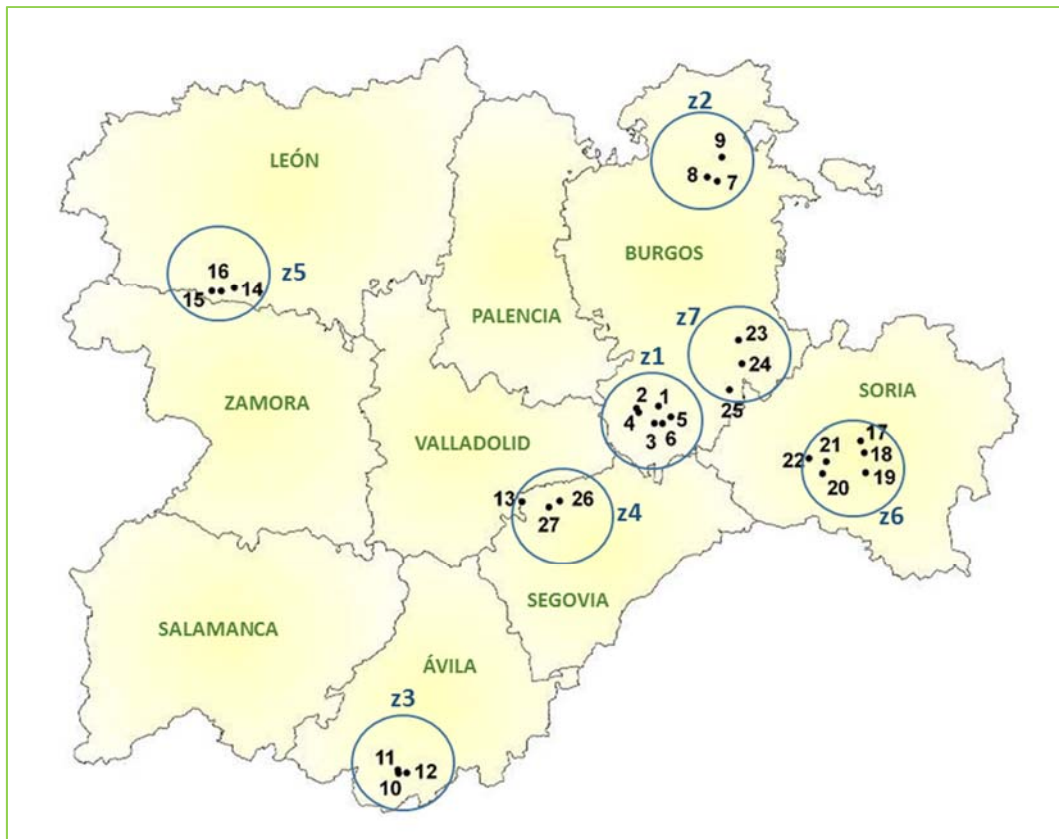 z2
9
LEÓN
8
7
BURGOS
16
z5
15
14
z7
PALENCIA
23
z1
24
SORIA
2
1
ZAMORA
4
5
25
VALLADOLID
3
6
17
21
18
22
19
20
13
26
z4
z6
27
SEGOVIA
SALAMANCA
ÁVILA
z3
11
12
10